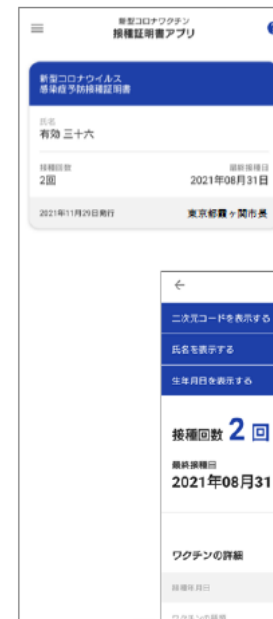 新型コロナワクチン
接種証明書アプリ
新型コロナウイルス
感染症予防接種証明書
氏名
有効 三十六
接種回数
最終接種日
2回
2021年08月31日
2021年11月29日発行
東京都霞ヶ関市長
二次元コードを表示する
氏名を表示する
生年月日を表示する
接種回数 2 回
最終接種日
2021年08月31
ワクチンの詳細
接種年月日
ワクチンの種類